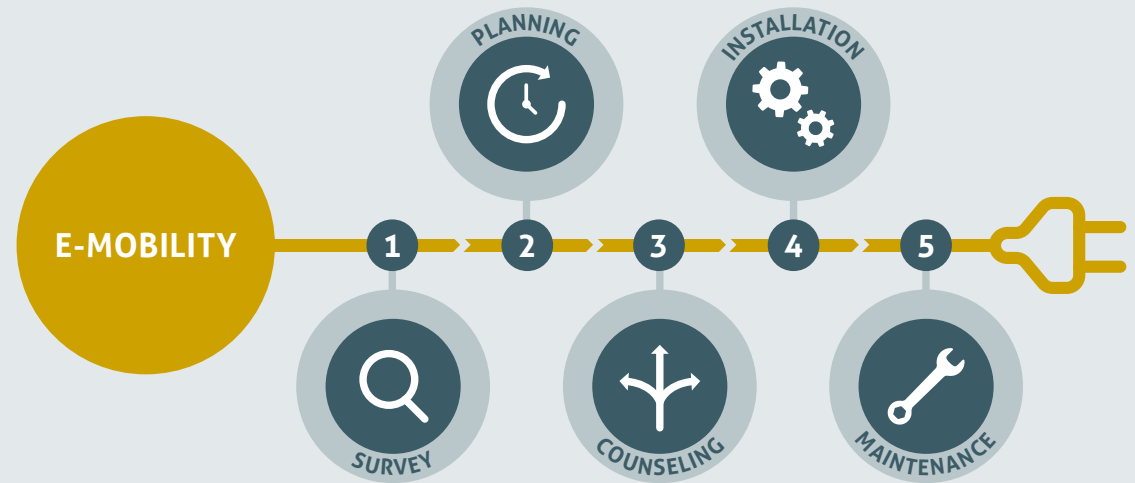 E-MOBILITY
1
SURVEY
2
PLANNING
3
COUNSELING
4
INSTALLATION
5
MAINTENANCE